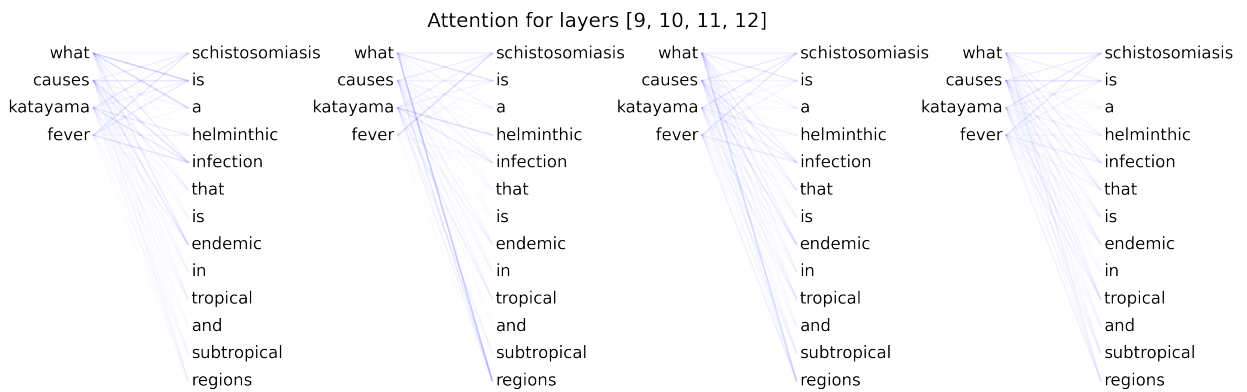 Attention for layers [9, 10, 11, 12]
what schistosomiasis what schistosomiasis what schistosomiasis what schistosomiasis
causes is causes is causes is causes is
katayama a katayama a katayama a katayama a
fever helminthic fever helminthic fever helminthic fever helminthic
infection infection infection infection
that that that that
is is is is
endemic endemic endemic endemic
in in in in
tropical tropical tropical tropical
and and and and
subtropical subtropical subtropical subtropical
regions regions regions regions